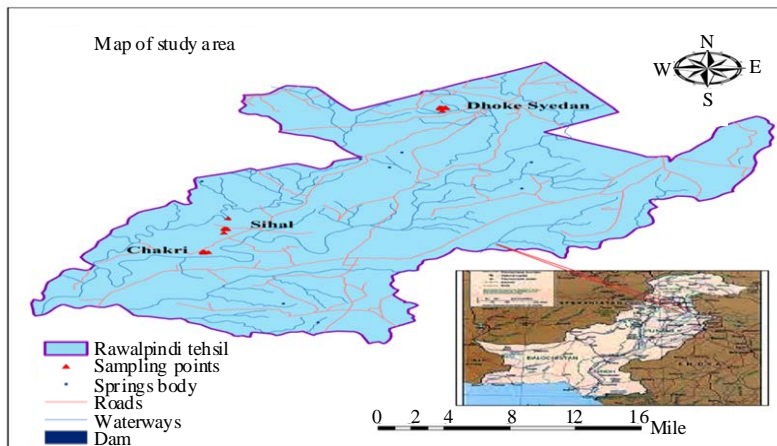 Map of study area
N
W E
S
Dhoke Syedan
Sihal
Chakri
Rawalpindi tehsil
Sampling points
Springs body
Roads
Waterways
Dam
BALOCHISTAN
0 2 4 8 12 16 Mile